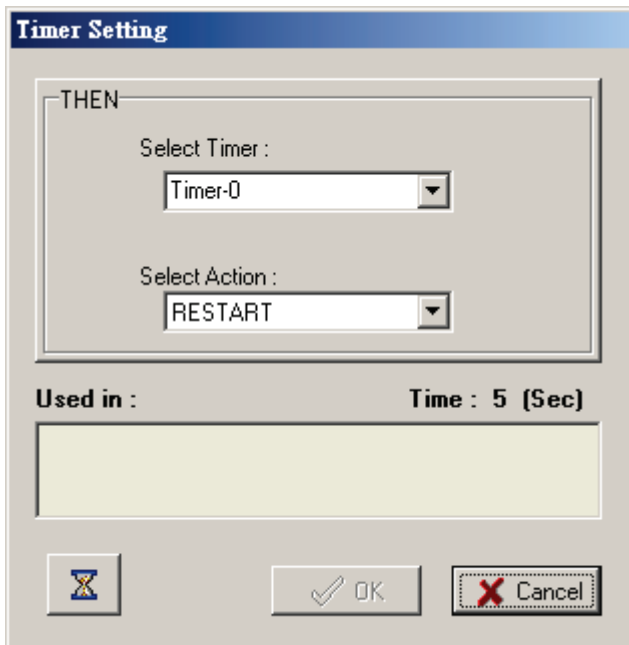 Timer Setting
THEN
Select Timer :
Timer-0
Select Action :
RESTART
Used in : Time : 5 (Sec)
OK Cancel